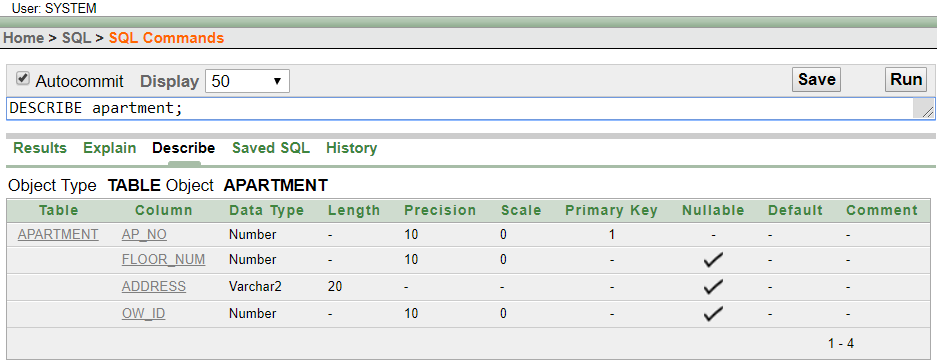 User: SYSTEM
Home > SQL > SQL Commands
Autocommit Display 50 Save Run
DESCRIBE apartment;
Results Explain Describe Saved SQL History
Object Type TABLE Object APARTMENT
Table Column Data Type Length Precision Scale Primary Key Nullable Default Comment
APARTMENT AP_NO Number - 10 0 1 - - -
FLOOR_NUM Number - 10 0 - - -
ADDRESS Varchar2 20 - - - - -
OW_ID Number - 10 0 - - -
1 - 4